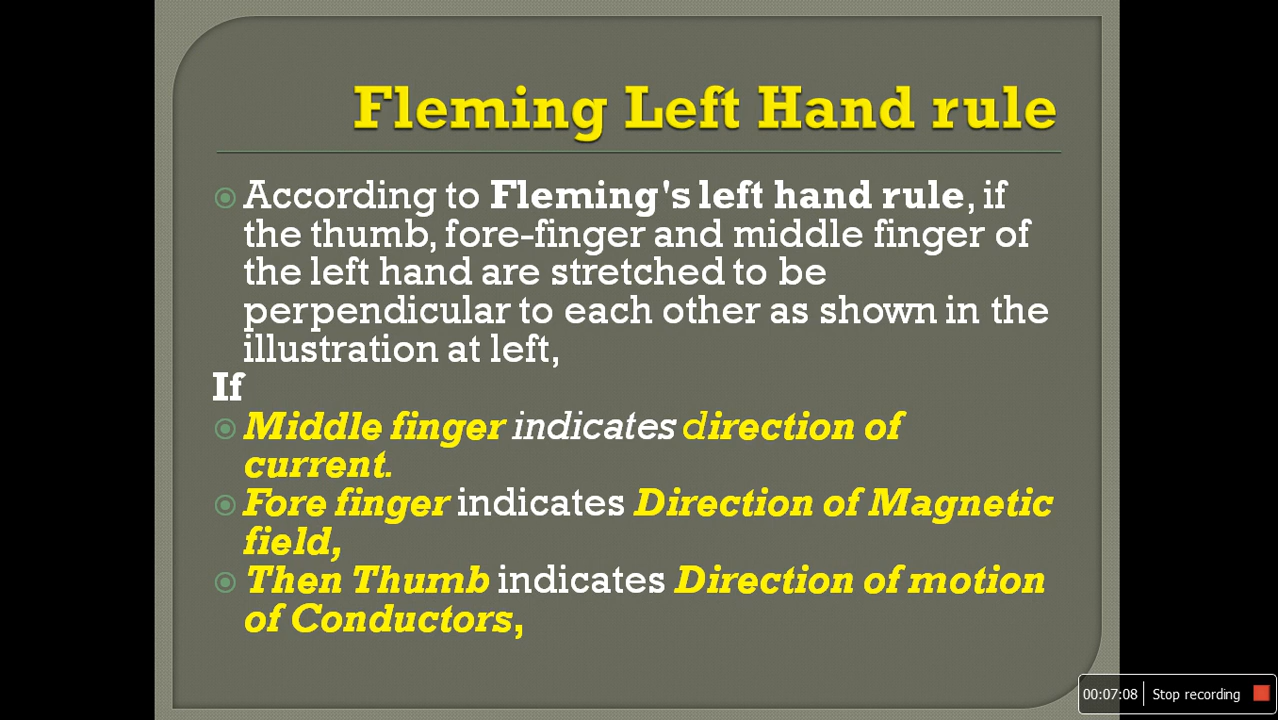 Fleming Left Hand rule
According to Fleming's left hand rule, if
the thumb, fore-finger and middle finger of
the left hand are stretched to be
perpendicular to each other as shown in the
illustration at left,
If
Middle finger indicates direction of
current.
Fore finger indicates Direction of Magnetic
field,
Then Thumb indicates Direction of motion
of Conductors,
00:07:08 Stop recording